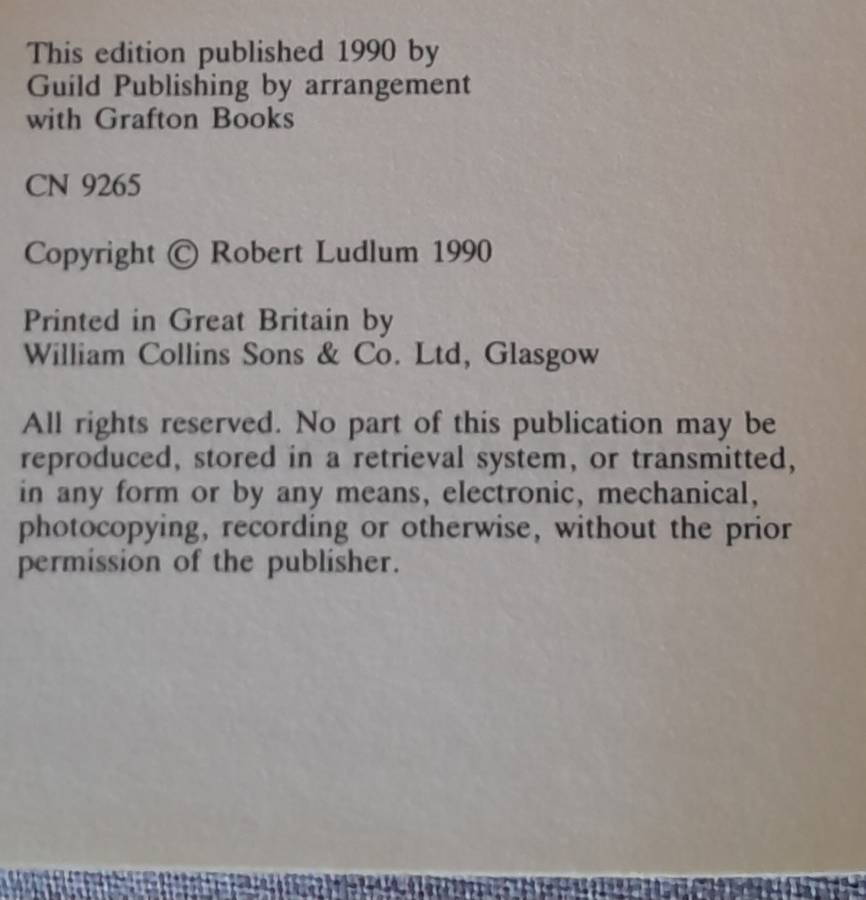 This edition published 1990 by
Guild Publishing by arrangement
with Grafton Books
CN 9265
Copyright © Robert Ludlum 1990
Printed in Great Britain by
William Collins Sons & Co. Ltd, Glasgow
All rights reserved. No part of this publication may be
reproduced, stored in a retrieval system, or transmitted,
in any form or by any means, electronic, mechanical,
photocopying, recording or otherwise, without the prior
permission of the publisher.